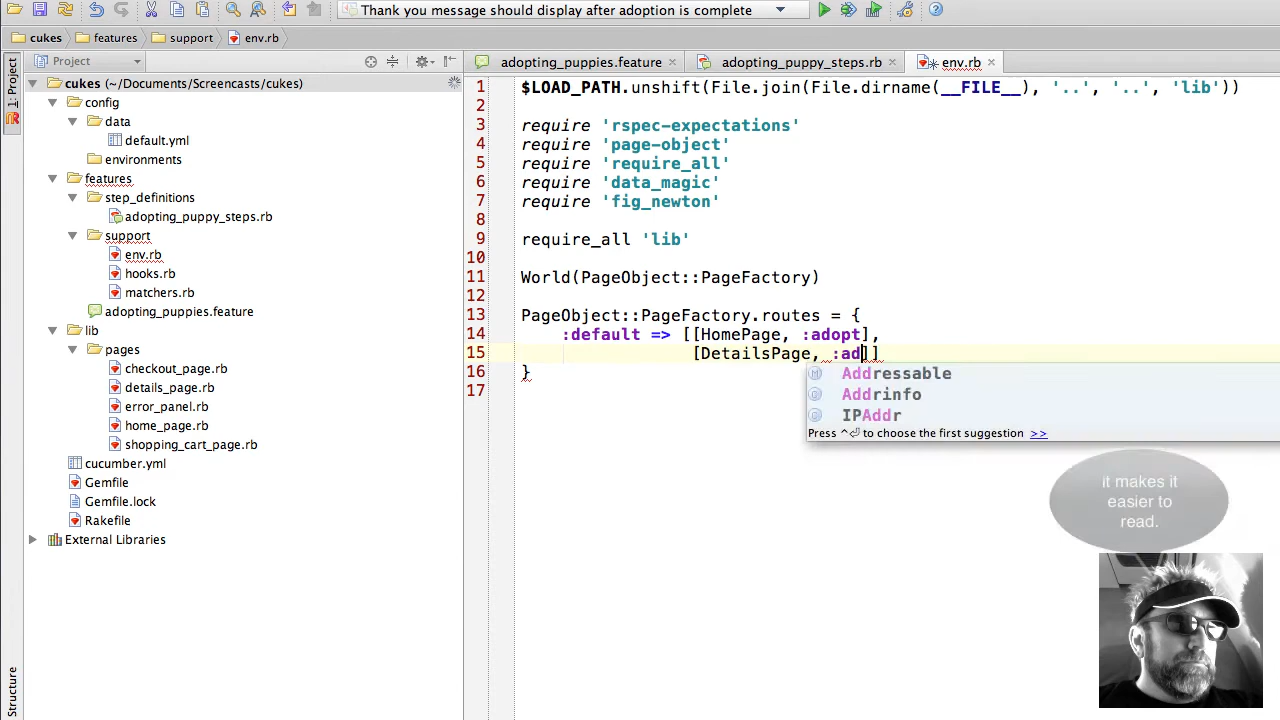 Thank you message should display after adoption is complete
cukes features support env.rb
Project
adopting_puppies.feature
adopting_puppy_steps.rb
env.rb
1: Project
cukes (~/Documents/Screencasts/cukes)
config
data
default.yml
environments
features
step_definitions
adopting_puppy_steps.rb
support
env.rb
hooks.rb
matchers.rb
adopting_puppies.feature
lib
pages
checkout_page.rb
details_page.rb
error_panel.rb
home_page.rb
shopping_cart_page.rb
cucumber.yml
Gemfile
Gemfile.lock
Rakefile
External Libraries
Structure
1 $LOAD_PATH.unshift(File.join(File.dirname(__FILE__), '..', '..', 'lib'))
2
3 require 'rspec-expectations'
4 require 'page-object'
5 require 'require_all'
6 require 'data_magic'
7 require 'fig_newton'
8
9 require_all 'lib'
10
11 World(PageObject::PageFactory)
12
13 PageObject::PageFactory.routes = {
14 :default => [[HomePage, :adopt],
15 [DetailsPage, :ad]]
16 }
17
Addressable
Addrinfo
IPAddr
Press ^⏎ to choose the first suggestion >>
it makes it
easier to
read.